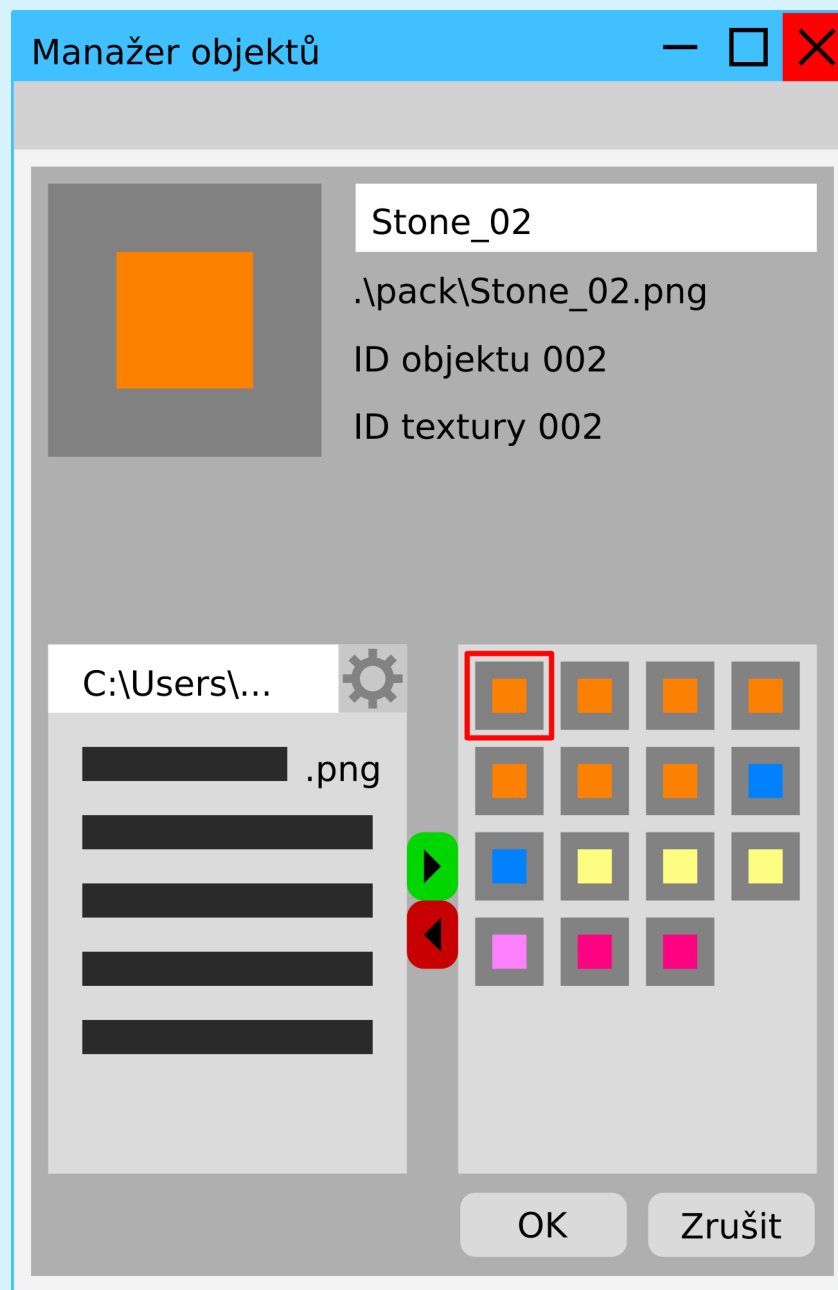 Manažer objektů
Stone_02
.\pack\Stone_02.png
ID objektu 002
ID textury 002
C:\Users\...
.png
OK
Zrušit